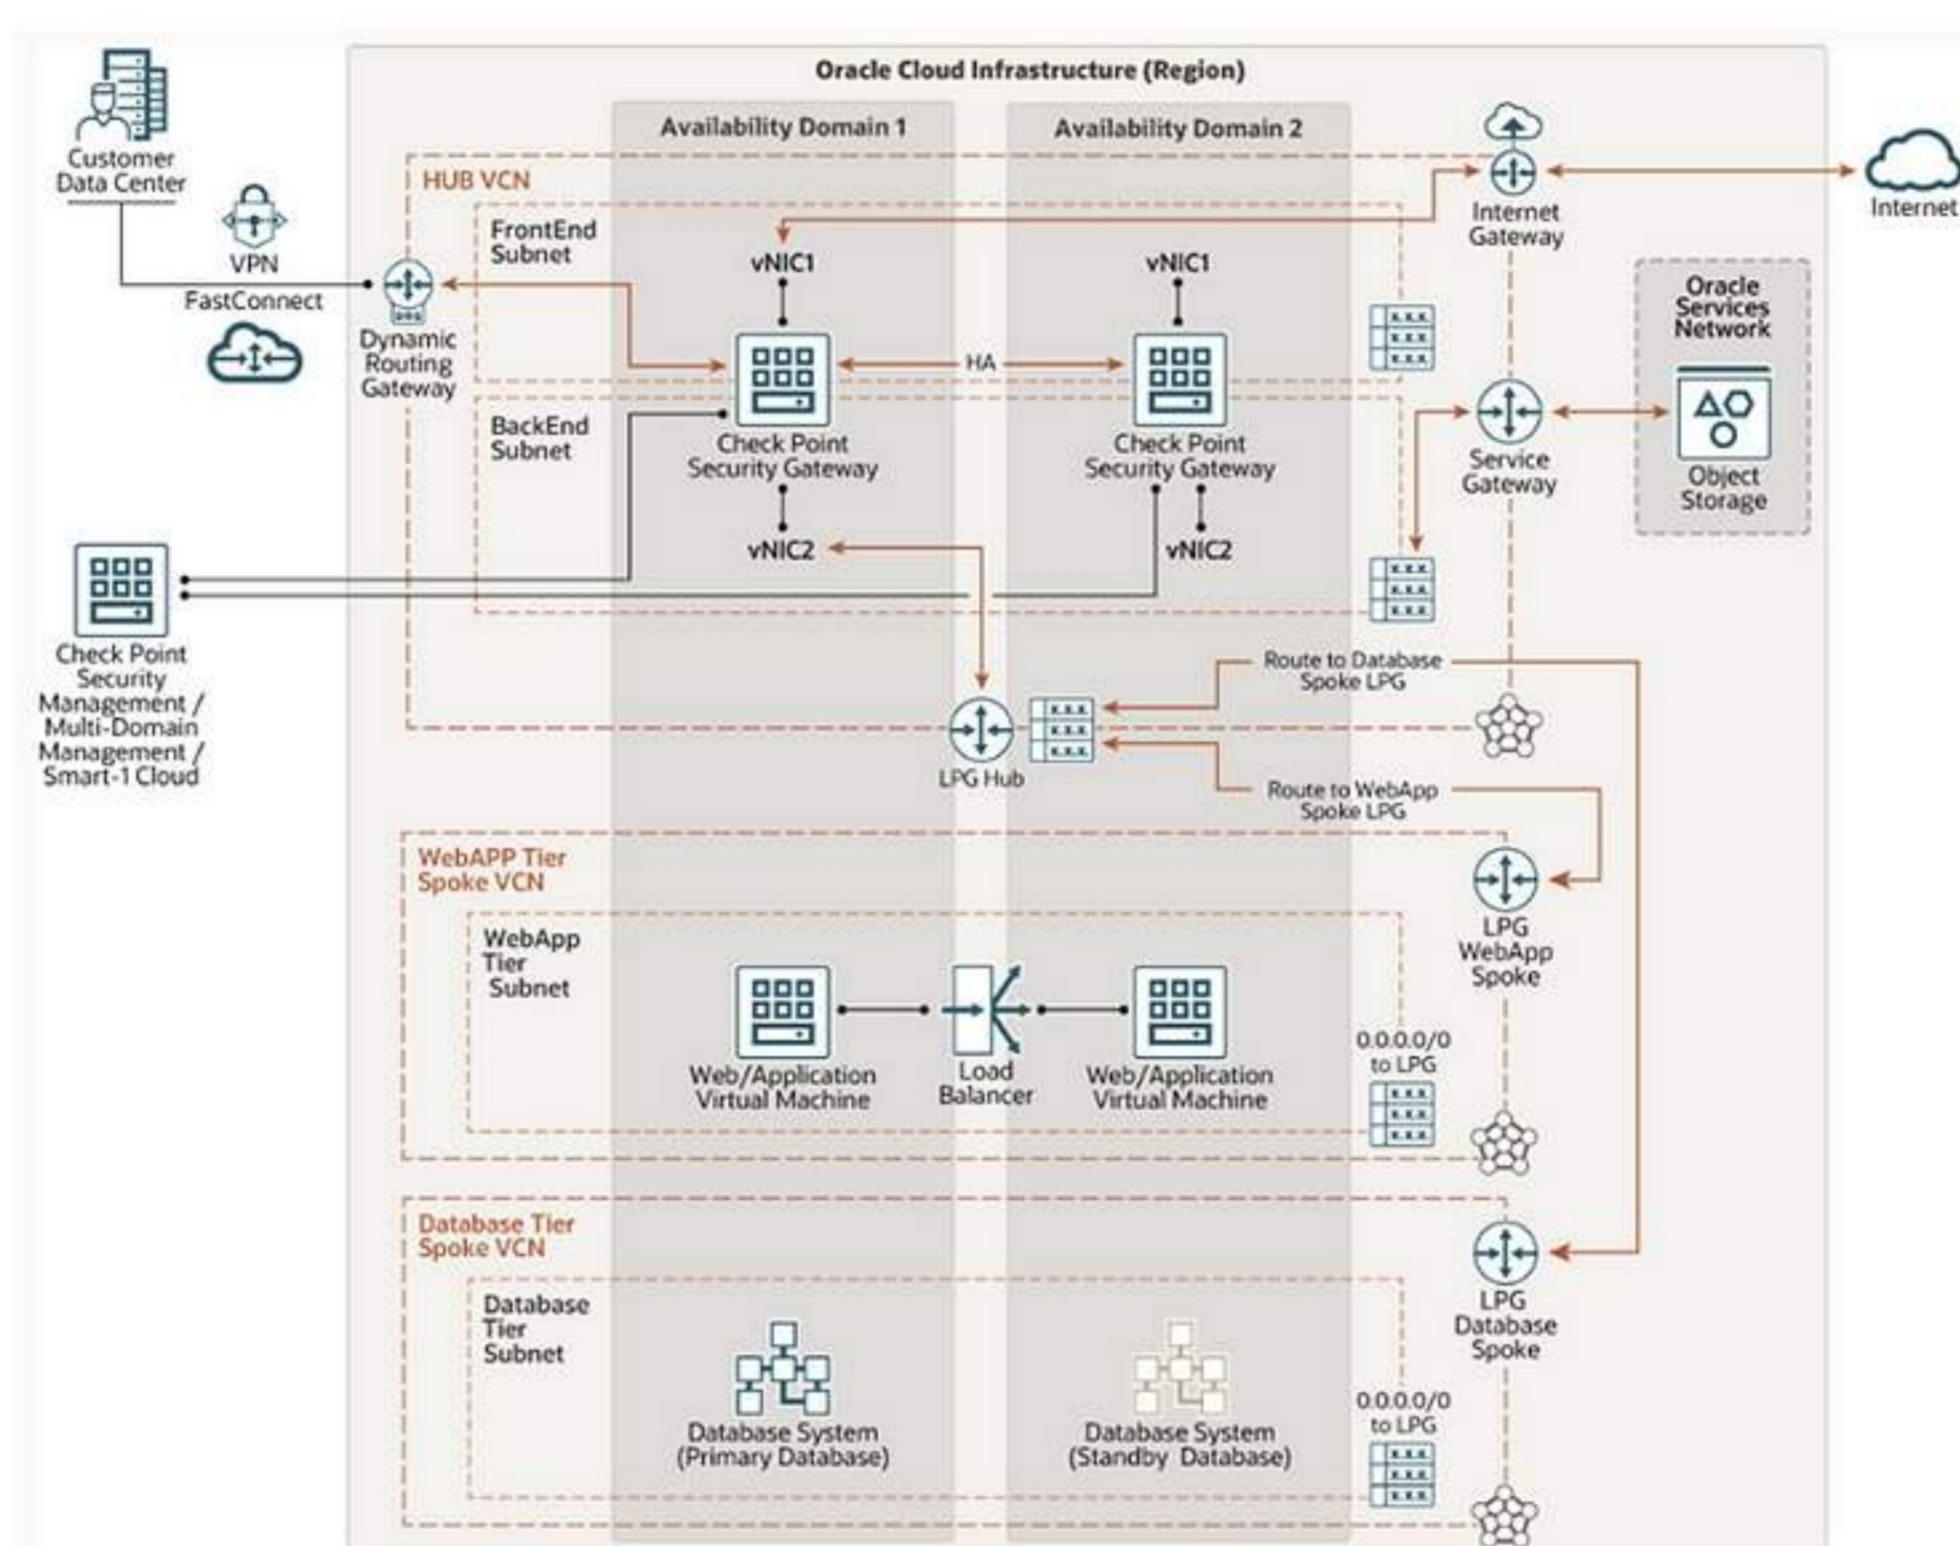 Oracle Cloud Infrastructure (Region)
Availability Domain 1
Availability Domain 2
Customer
Data Center
VPN
FastConnect
HUB VCN
FrontEnd
Subnet
vNIC1
vNIC1
Internet
Gateway
Internet
Dynamic
Routing
Gateway
HA
Oracle
Services
Network
x x x
x x x
x x x
BackEnd
Subnet
Check Point
Security Gateway
Check Point
Security Gateway
Service
Gateway
Object
Storage
vNIC2
vNIC2
x x x
x x x
x x x
Check Point
Security
Management /
Multi-Domain
Management /
Smart-1 Cloud
Route to Database
Spoke LPG
x x x
x x x
x x x
LPG Hub
Route to WebApp
Spoke LPG
WebAPP Tier
Spoke VCN
WebApp
Tier
Subnet
LPG
WebApp
Spoke
Web/Application
Virtual Machine
Load
Balancer
Web/Application
Virtual Machine
0.0.0.0/0
to LPG
x x x
x x x
x x x
Database Tier
Spoke VCN
Database
Tier
Subnet
LPG
Database
Spoke
Database System
(Primary Database)
Database System
(Standby Database)
0.0.0.0/0
to LPG
x x x
x x x
x x x